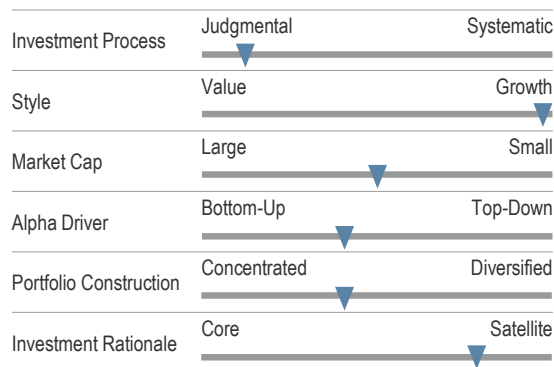 Investment Process
Judgmental Systematic
Style
Value Growth
Market Cap
Large Small
Alpha Driver
Bottom-Up Top-Down
Portfolio Construction
Concentrated Diversified
Investment Rationale
Core Satellite